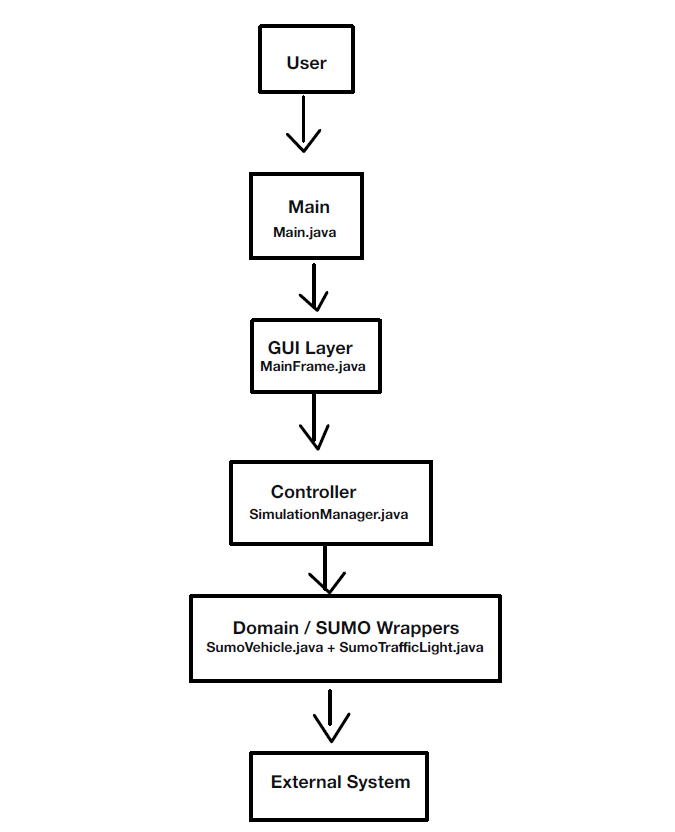 User
Main
Main.java
GUI Layer
MainFrame.java
Controller
SimulationManager.java
Domain / SUMO Wrappers
SumoVehicle.java + SumoTrafficLight.java
External System